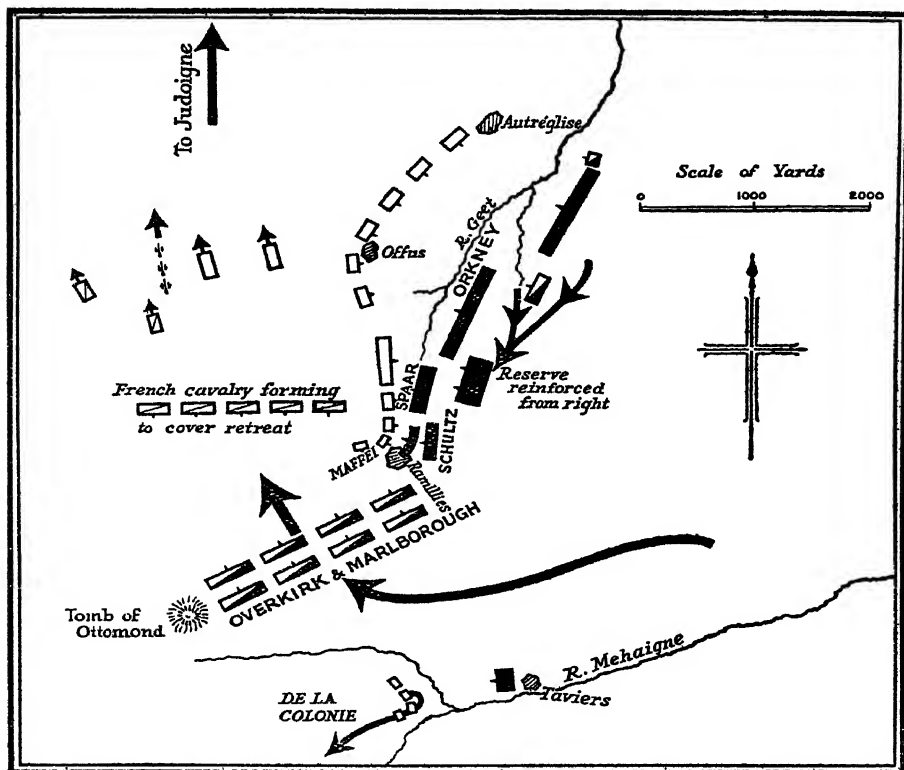 To Judoigne
Autréglise
Scale of Yards
0 1000 2000
R. Geet
ORKNEY
Offus
SPAAR
Reserve
reinforced
from right
French cavalry forming
to cover retreat
SCHULTZ
MAFFEI
Ramillies
OVERKIRK & MARLBOROUGH
Tomb of
Ottomond
R. Mehaigne
Taviers
DE LA
COLONIE